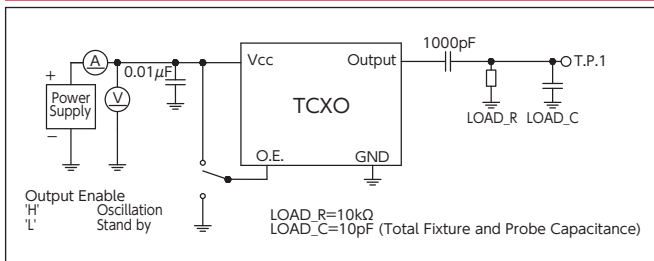 1000pF
A
Vcc
Output
T.P.1
0.01μF
+
Power
Supply
V
TCXO
LOAD_R LOAD_C
−
O.E.
GND
Output Enable
'H' Oscillation
'L' Stand by
LOAD_R=10kΩ
LOAD_C=10pF (Total Fixture and Probe Capacitance)